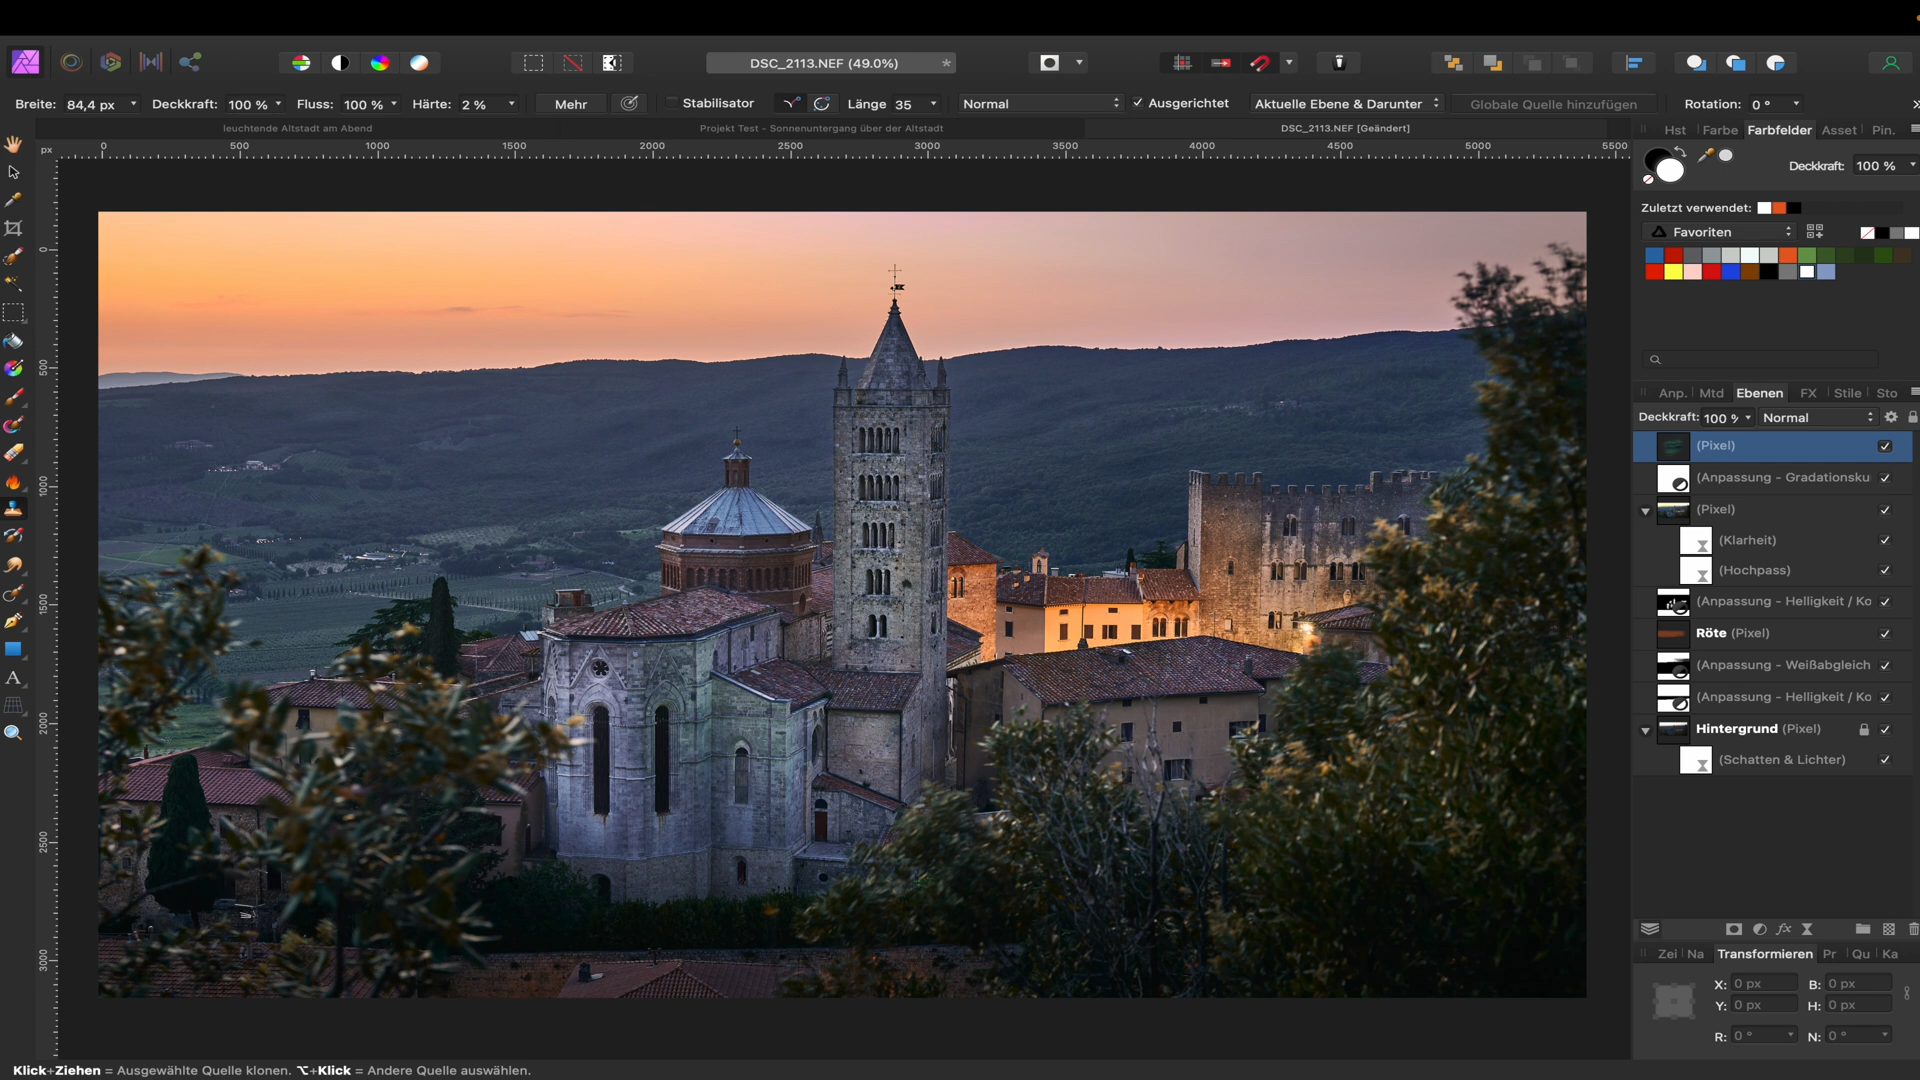 DSC_2113.NEF (49.0%) *
Breite: 84,4 px Deckkraft: 100 % Fluss: 100 % Härte: 2 % Mehr Stabilisator Länge 35 Normal Ausgerichtet Aktuelle Ebene & Darunter Globale Quelle hinzufügen Rotation: 0 °
leuchtende Altstadt am Abend Projekt Test - Sonnenuntergang über der Altstadt DSC_2113.NEF [Geändert]
Hst Farbe Farbfelder Asset Pin.
px 0 500 1000 1500 2000 2500 3000 3500 4000 4500 5000 5500
Deckkraft: 100 %
Zuletzt verwendet:
Favoriten
0
500
1000
1500
2000
2500
3000
Anp. Mtd Ebenen FX Stile Sto
Deckkraft: 100 % Normal
(Pixel)
(Anpassung - Gradationsku
(Pixel)
(Klarheit)
(Hochpass)
(Anpassung - Helligkeit / Ko
Röte (Pixel)
(Anpassung - Weißabgleich
(Anpassung - Helligkeit / Ko
Hintergrund (Pixel)
(Schatten & Lichter)
Zei Na Transformieren Pr Qu Ka
X: 0 px B: 0 px
Y: 0 px H: 0 px
R: 0 ° N: 0 °
Klick+Ziehen = Ausgewählte Quelle klonen. ⌥+Klick = Andere Quelle auswählen.